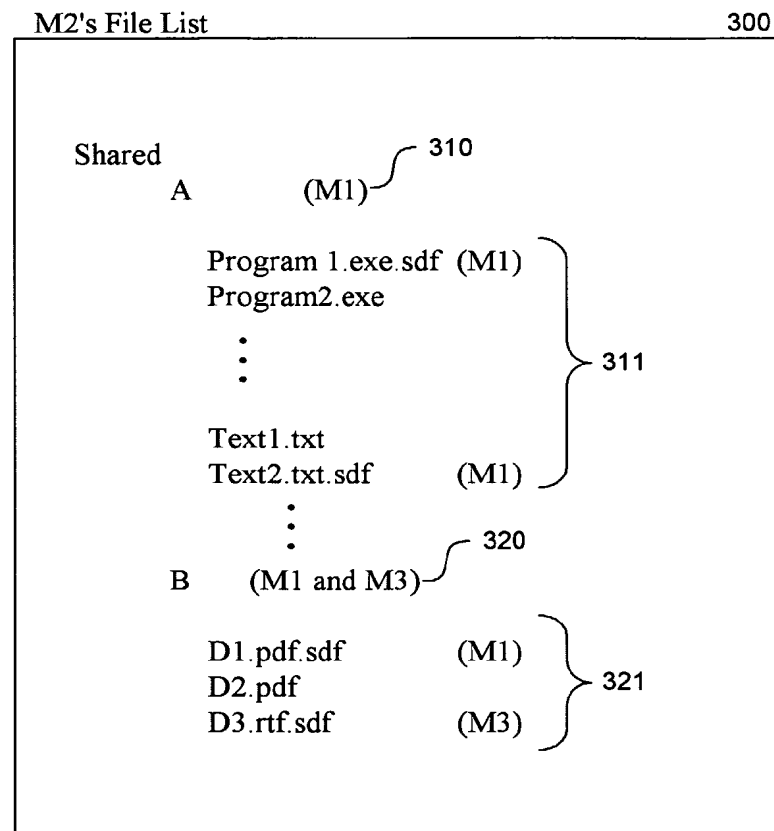 M2's File List 300
Shared
310
A (M1)
Program 1.exe.sdf (M1)
Program2.exe
311
Text1.txt
Text2.txt.sdf (M1)
320
B (M1 and M3)
D1.pdf.sdf (M1)
D2.pdf 321
D3.rtf.sdf (M3)